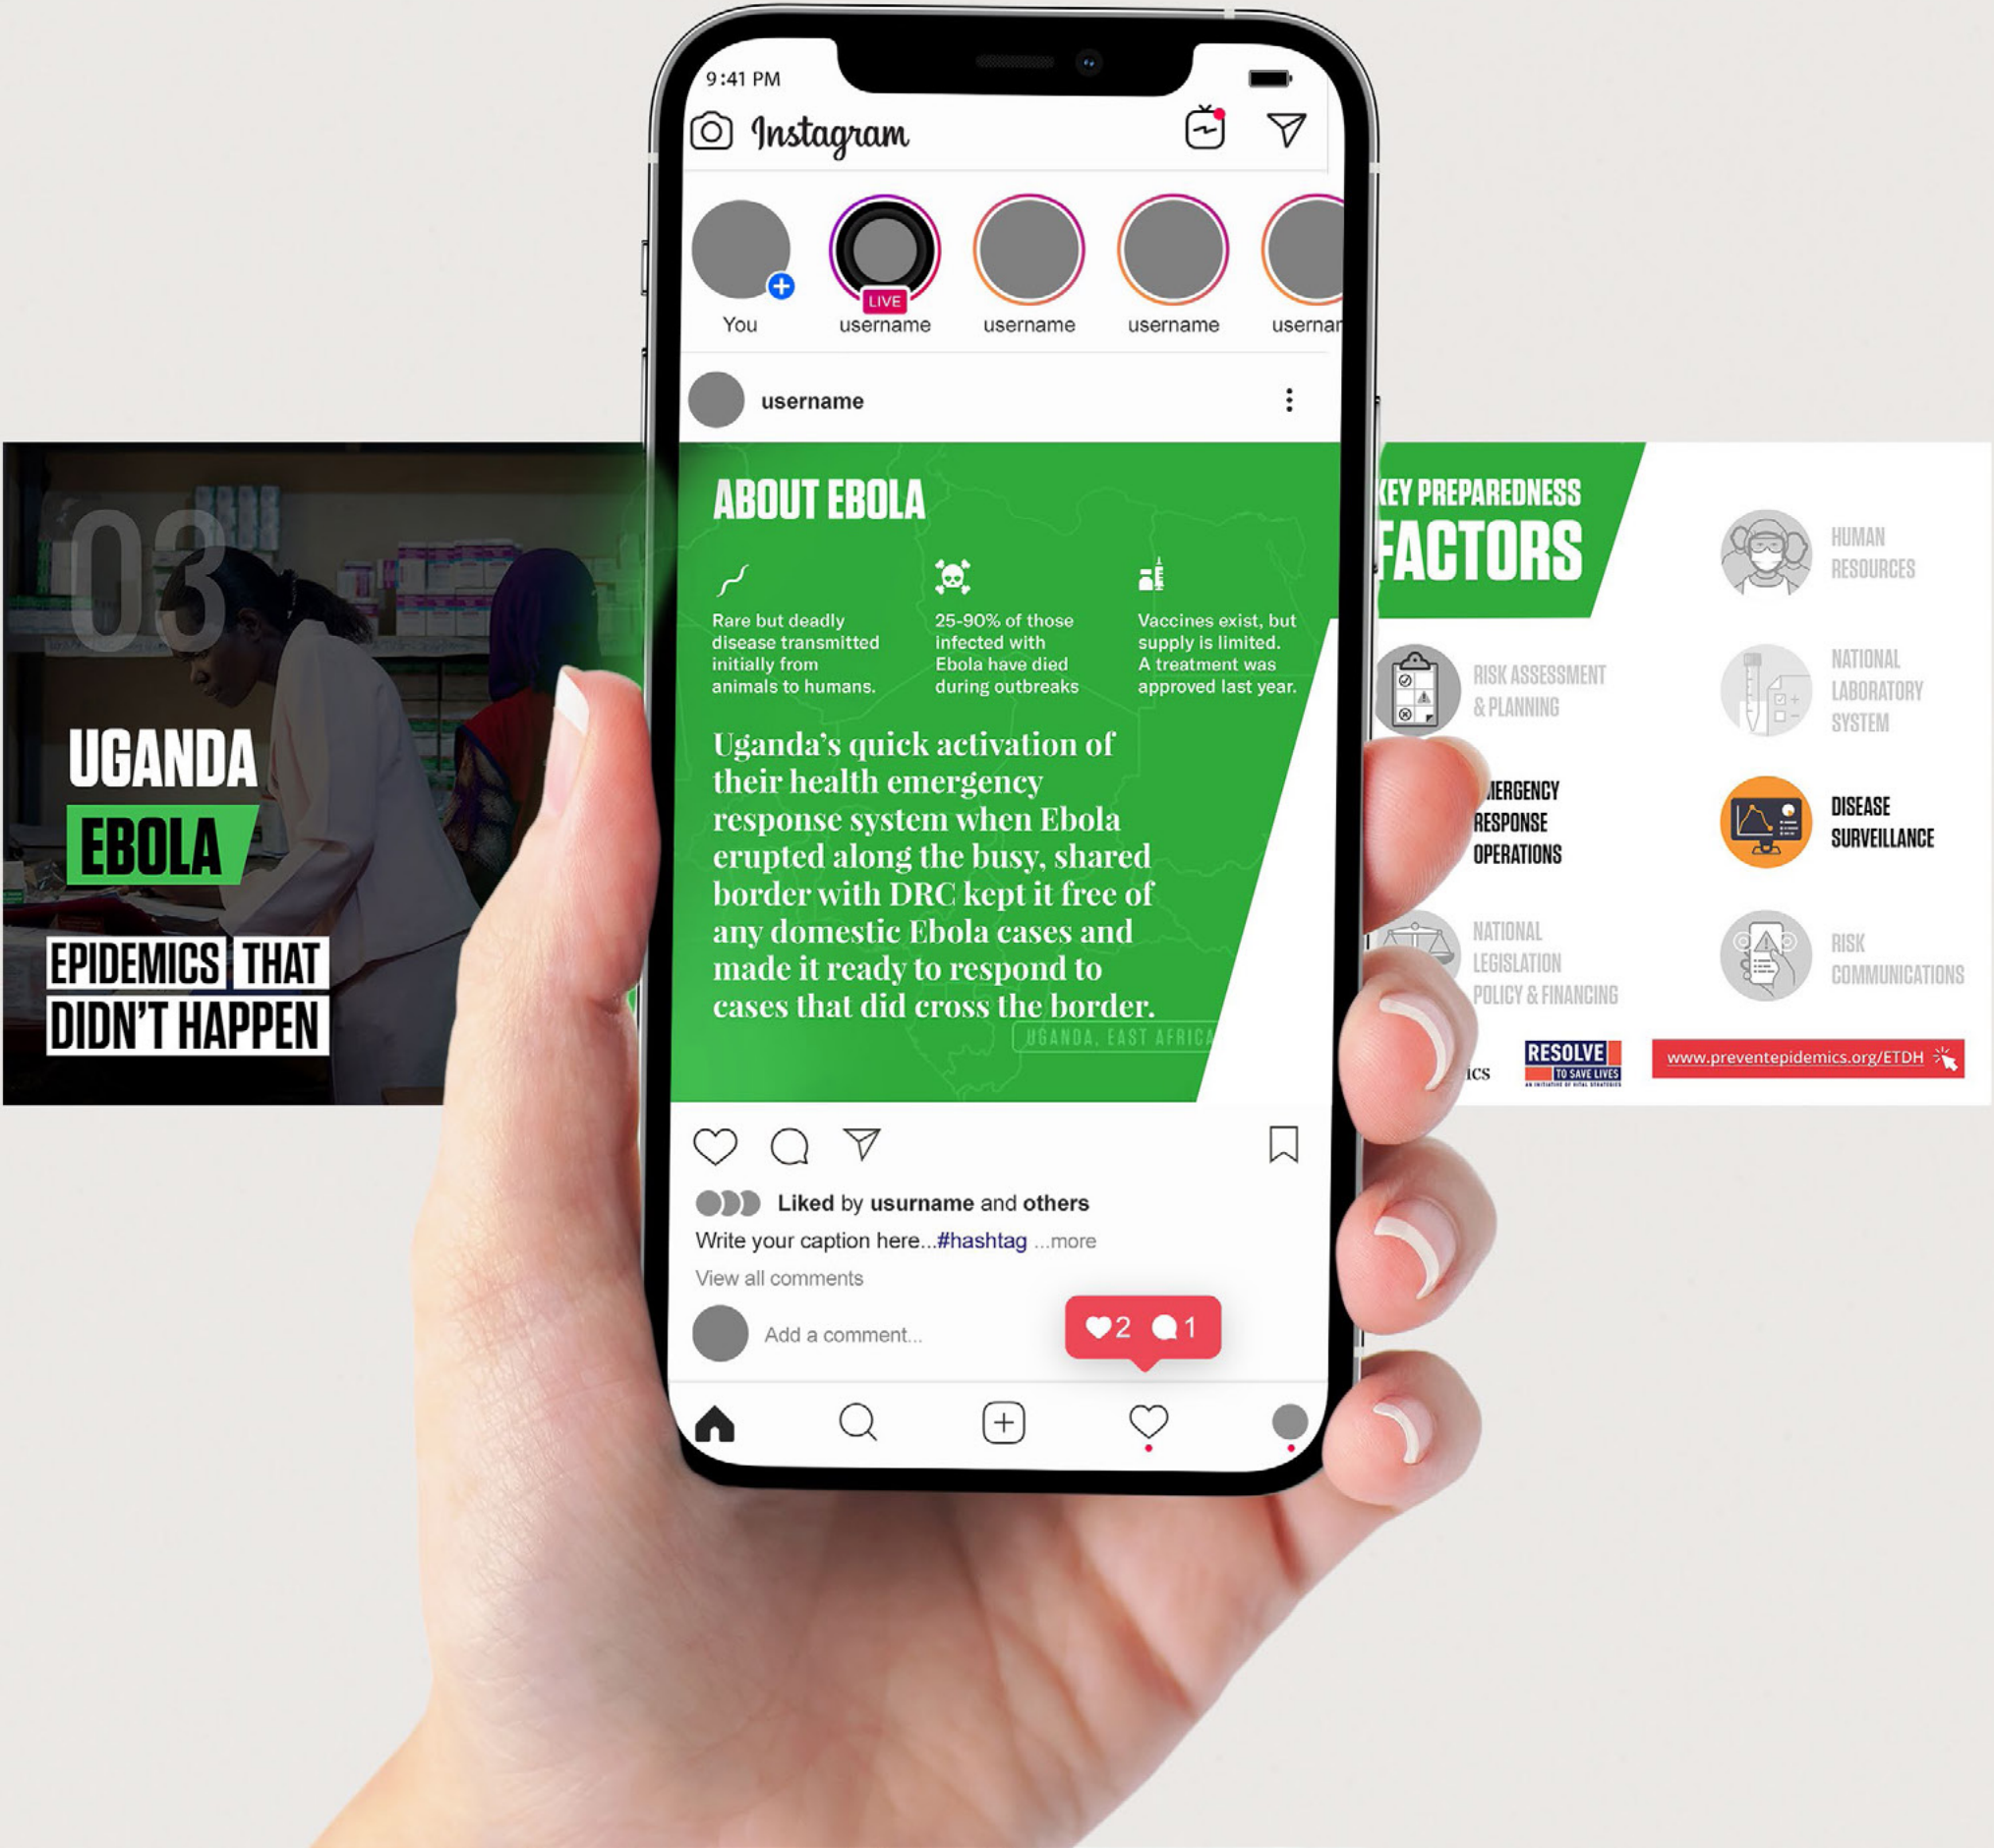 9:41 PM
Instagram
LIVE
You
username
username
username
usernar
username
03
UGANDA
EBOLA
EPIDEMICS THAT
DIDN'T HAPPEN
ABOUT EBOLA
Rare but deadly
disease transmitted
initially from
animals to humans.
25-90% of those
infected with
Ebola have died
during outbreaks
Vaccines exist, but
supply is limited.
A treatment was
approved last year.
Uganda's quick activation of
their health emergency
response system when Ebola
erupted along the busy, shared
border with DRC kept it free of
any domestic Ebola cases and
made it ready to respond to
cases that did cross the border.
UGANDA, EAST AFRICA
KEY PREPAREDNESS
FACTORS
RISK ASSESSMENT
& PLANNING
MERGENCY
RESPONSE
OPERATIONS
NATIONAL
LEGISLATION
POLICY & FINANCING
HUMAN
RESOURCES
NATIONAL
LABORATORY
SYSTEM
DISEASE
SURVEILLANCE
RISK
COMMUNICATIONS
ICS
RESOLVE
TO SAVE LIVES
AN INITIATIVE OF VITAL STRATEGIES
www.preventepidemics.org/ETDH
Liked by usurname and others
Write your caption here...#hashtag ...more
View all comments
Add a comment...
2 1